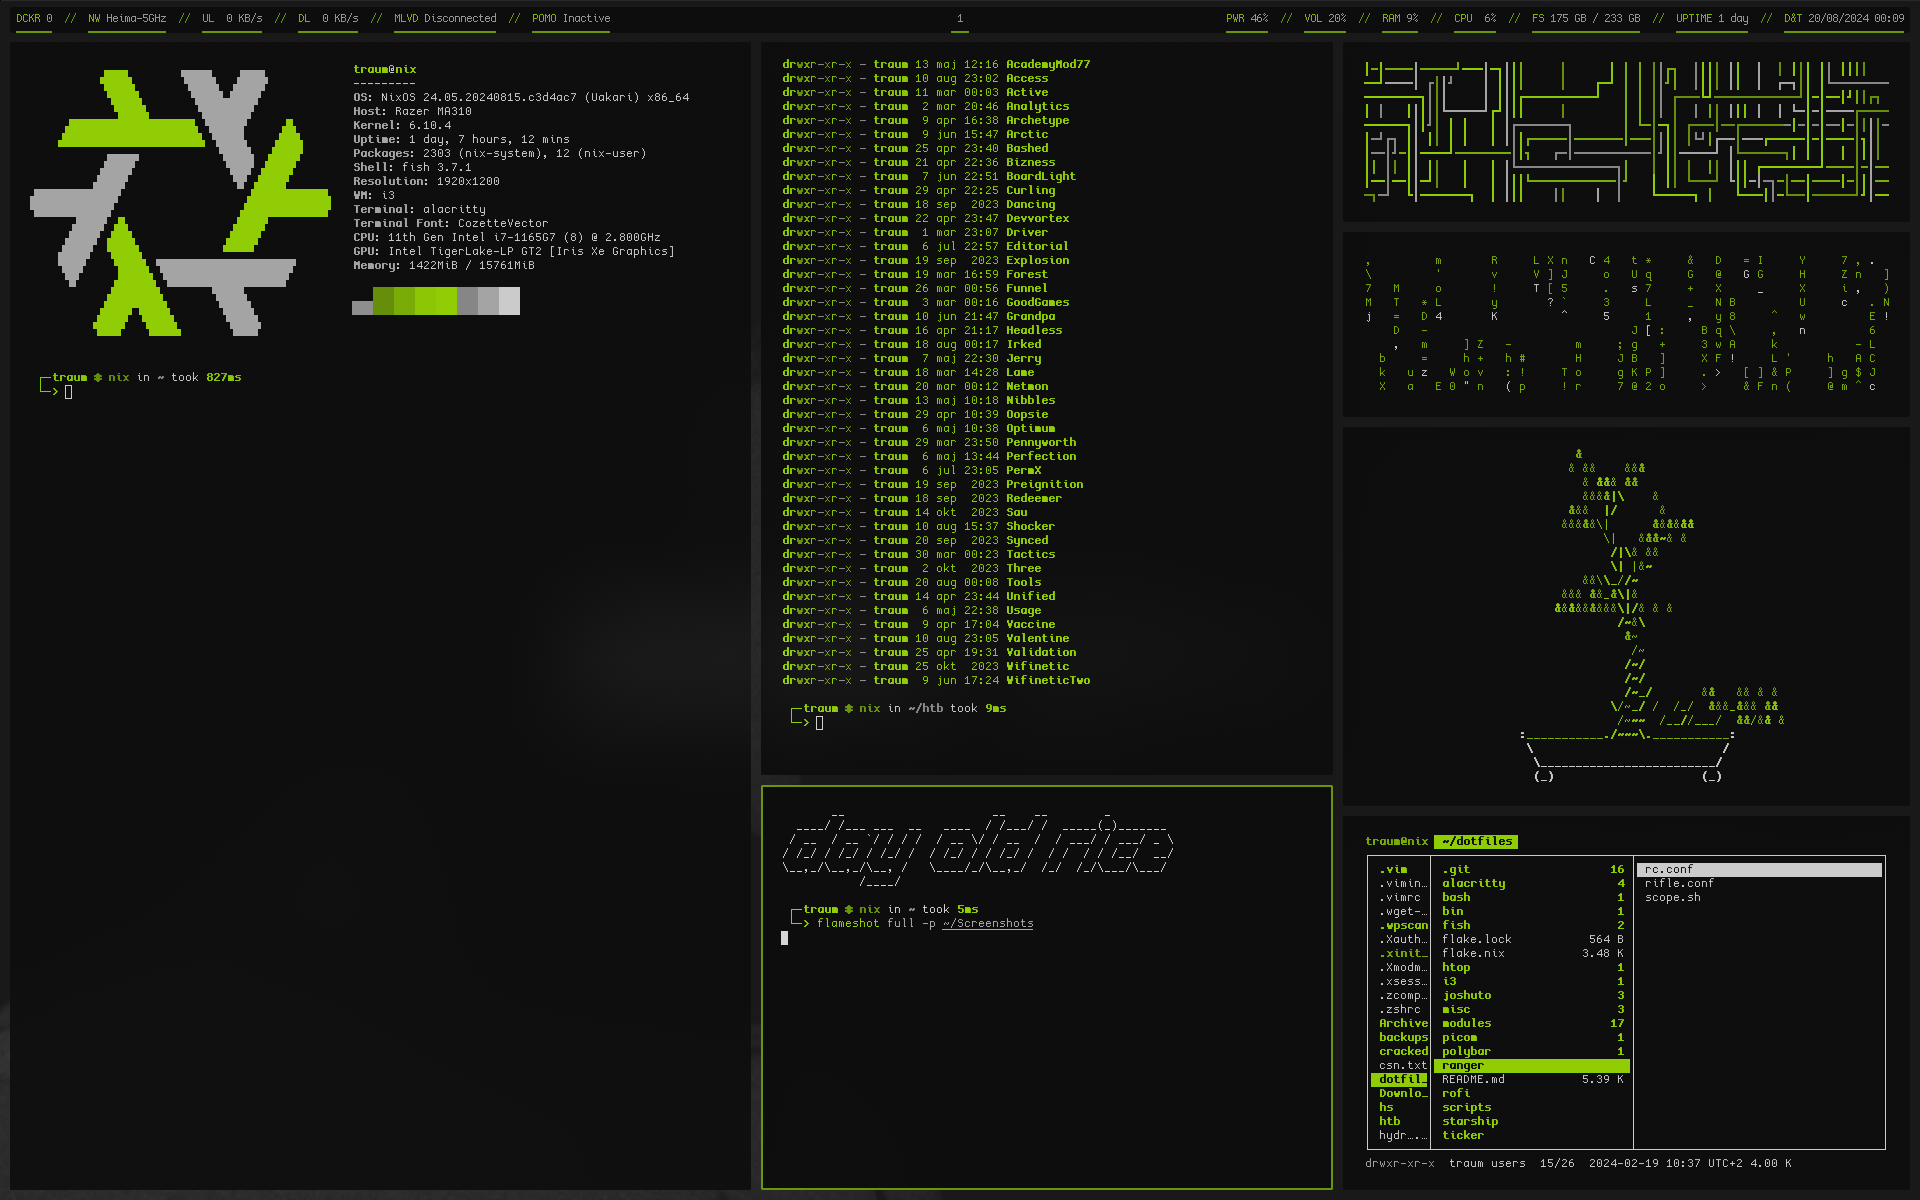 DCKR 0 // NW Heima-5GHz // UL 0 KB/s // DL 0 KB/s // MLVD Disconnected // POMO Inactive
1
PWR 46% // VOL 20% // RAM 9% // CPU 6% // FS 175 GB / 233 GB // UPTIME 1 day // D&T 20/08/2024 00:09
traum@nix
---------
OS: NixOS 24.05.20240815.c3d4ac7 (Uakari) x86_64
Host: Razer MA310
Kernel: 6.10.4
Uptime: 1 day, 7 hours, 12 mins
Packages: 2303 (nix-system), 12 (nix-user)
Shell: fish 3.7.1
Resolution: 1920x1200
WM: i3
Terminal: alacritty
Terminal Font: CozetteVector
CPU: 11th Gen Intel i7-1165G7 (8) @ 2.800GHz
GPU: Intel TigerLake-LP GT2 [Iris Xe Graphics]
Memory: 1422MiB / 15761MiB
traum nix in ~ took 827ms
drwxr-xr-x - traum 13 maj 12:16 AcademyMod77
drwxr-xr-x - traum 10 aug 23:02 Access
drwxr-xr-x - traum 11 mar 00:03 Active
drwxr-xr-x - traum 2 mar 20:46 Analytics
drwxr-xr-x - traum 9 apr 16:38 Archetype
drwxr-xr-x - traum 9 jun 15:47 Arctic
drwxr-xr-x - traum 25 apr 23:40 Bashed
drwxr-xr-x - traum 21 apr 22:36 Bizness
drwxr-xr-x - traum 7 jun 22:51 BoardLight
drwxr-xr-x - traum 29 apr 22:25 Curling
drwxr-xr-x - traum 18 sep 2023 Dancing
drwxr-xr-x - traum 22 apr 23:47 Devvortex
drwxr-xr-x - traum 1 mar 23:07 Driver
drwxr-xr-x - traum 6 jul 22:57 Editorial
drwxr-xr-x - traum 19 sep 2023 Explosion
drwxr-xr-x - traum 19 mar 16:59 Forest
drwxr-xr-x - traum 26 mar 00:56 Funnel
drwxr-xr-x - traum 3 mar 00:16 GoodGames
drwxr-xr-x - traum 10 jun 21:47 Grandpa
drwxr-xr-x - traum 16 apr 21:17 Headless
drwxr-xr-x - traum 18 aug 00:17 Irked
drwxr-xr-x - traum 7 maj 22:30 Jerry
drwxr-xr-x - traum 18 mar 14:28 Lame
drwxr-xr-x - traum 20 mar 00:12 Netmon
drwxr-xr-x - traum 13 maj 10:18 Nibbles
drwxr-xr-x - traum 29 apr 10:39 Oopsie
drwxr-xr-x - traum 6 maj 10:38 Optimum
drwxr-xr-x - traum 29 mar 23:50 Pennyworth
drwxr-xr-x - traum 6 maj 13:44 Perfection
drwxr-xr-x - traum 6 jul 23:05 PermX
drwxr-xr-x - traum 19 sep 2023 Preignition
drwxr-xr-x - traum 18 sep 2023 Redeemer
drwxr-xr-x - traum 14 okt 2023 Sau
drwxr-xr-x - traum 10 aug 15:37 Shocker
drwxr-xr-x - traum 20 sep 2023 Synced
drwxr-xr-x - traum 30 mar 00:23 Tactics
drwxr-xr-x - traum 2 okt 2023 Three
drwxr-xr-x - traum 20 aug 00:08 Tools
drwxr-xr-x - traum 14 apr 23:44 Unified
drwxr-xr-x - traum 6 maj 22:38 Usage
drwxr-xr-x - traum 9 apr 17:04 Vaccine
drwxr-xr-x - traum 10 aug 23:05 Valentine
drwxr-xr-x - traum 25 apr 19:31 Validation
drwxr-xr-x - traum 25 okt 2023 Wifinetic
drwxr-xr-x - traum 9 jun 17:24 WifineticTwo
traum nix in ~/htb took 9ms
day old rice
traum nix in ~ took 5ms
flameshot full -p ~/Screenshots
traum@nix ~/dotfiles
.vim .git 16 rc.conf
.vimin… alacritty 4 rifle.conf
.vimrc bash 1 scope.sh
.wget-… bin 1
.wpscan fish 2
.Xauth… flake.lock 564 B
.xinit… flake.nix 3.48 K
.Xmodm… htop 1
.xsess… i3 1
.zcomp… joshuto 3
.zshrc misc 3
Archive modules 17
backups picom 1
cracked polybar 1
csn.txt ranger
dotfil… README.md 5.39 K
Downlo… rofi
hs scripts
htb starship
hydr…… ticker
drwxr-xr-x traum users 15/26 2024-02-19 10:37 UTC+2 4.00 K